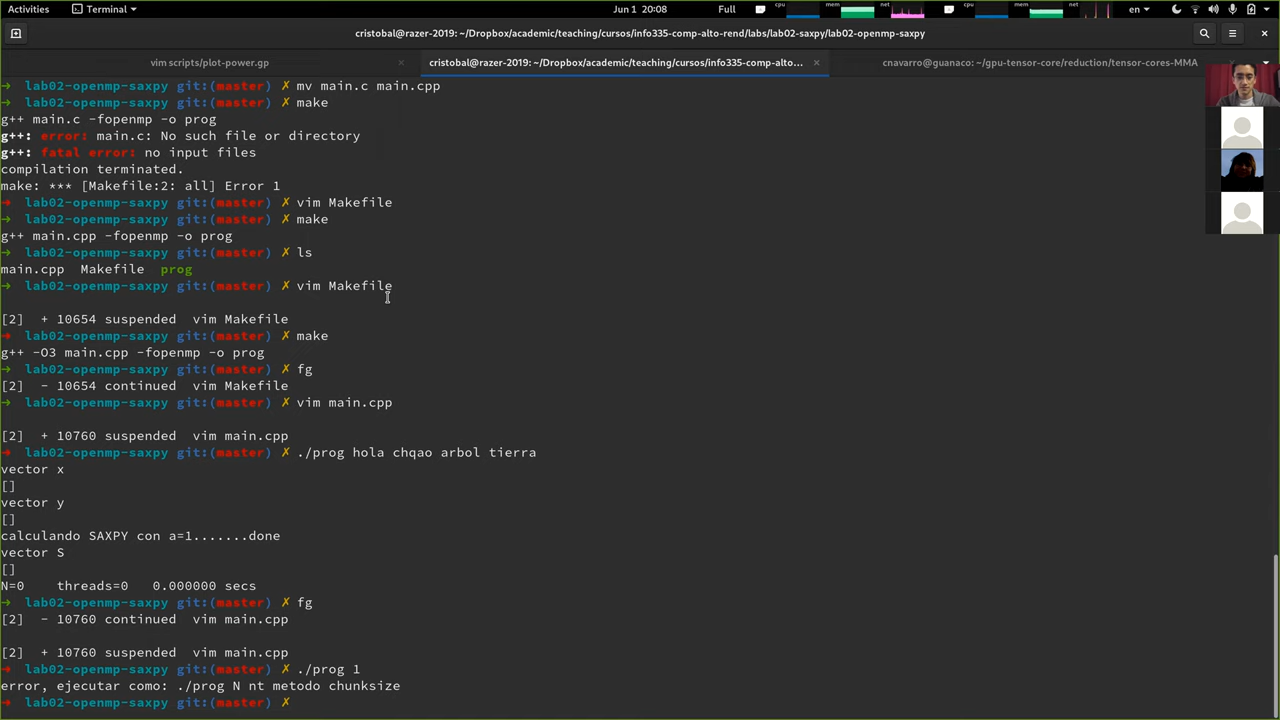 Activities Terminal Jun 1 20:08 Full cpu mem net cpu mem net en
cristobal@razer-2019: ~/Dropbox/academic/teaching/cursos/info335-comp-alto-rend/labs/lab02-saxpy/lab02-openmp-saxpy
vim scripts/plot-power.gp × cristobal@razer-2019: ~/Dropbox/academic/teaching/cursos/info335-comp-alto... × cnavarro@guanaco: ~/gpu-tensor-core/reduction/tensor-cores-MMA
→ lab02-openmp-saxpy git:(master) ✗ mv main.c main.cpp
→ lab02-openmp-saxpy git:(master) ✗ make
g++ main.c -fopenmp -o prog
g++: error: main.c: No such file or directory
g++: fatal error: no input files
compilation terminated.
make: *** [Makefile:2: all] Error 1
→ lab02-openmp-saxpy git:(master) ✗ vim Makefile
→ lab02-openmp-saxpy git:(master) ✗ make
g++ main.cpp -fopenmp -o prog
→ lab02-openmp-saxpy git:(master) ✗ ls
main.cpp Makefile prog
→ lab02-openmp-saxpy git:(master) ✗ vim Makefile
[2] + 10654 suspended vim Makefile
→ lab02-openmp-saxpy git:(master) ✗ make
g++ -O3 main.cpp -fopenmp -o prog
→ lab02-openmp-saxpy git:(master) ✗ fg
[2] - 10654 continued vim Makefile
→ lab02-openmp-saxpy git:(master) ✗ vim main.cpp
[2] + 10760 suspended vim main.cpp
→ lab02-openmp-saxpy git:(master) ✗ ./prog hola chqao arbol tierra
vector x
[]
vector y
[]
calculando SAXPY con a=1.......done
vector S
[]
N=0 threads=0 0.000000 secs
→ lab02-openmp-saxpy git:(master) ✗ fg
[2] - 10760 continued vim main.cpp
[2] + 10760 suspended vim main.cpp
→ lab02-openmp-saxpy git:(master) ✗ ./prog 1
error, ejecutar como: ./prog N nt metodo chunksize
→ lab02-openmp-saxpy git:(master) ✗